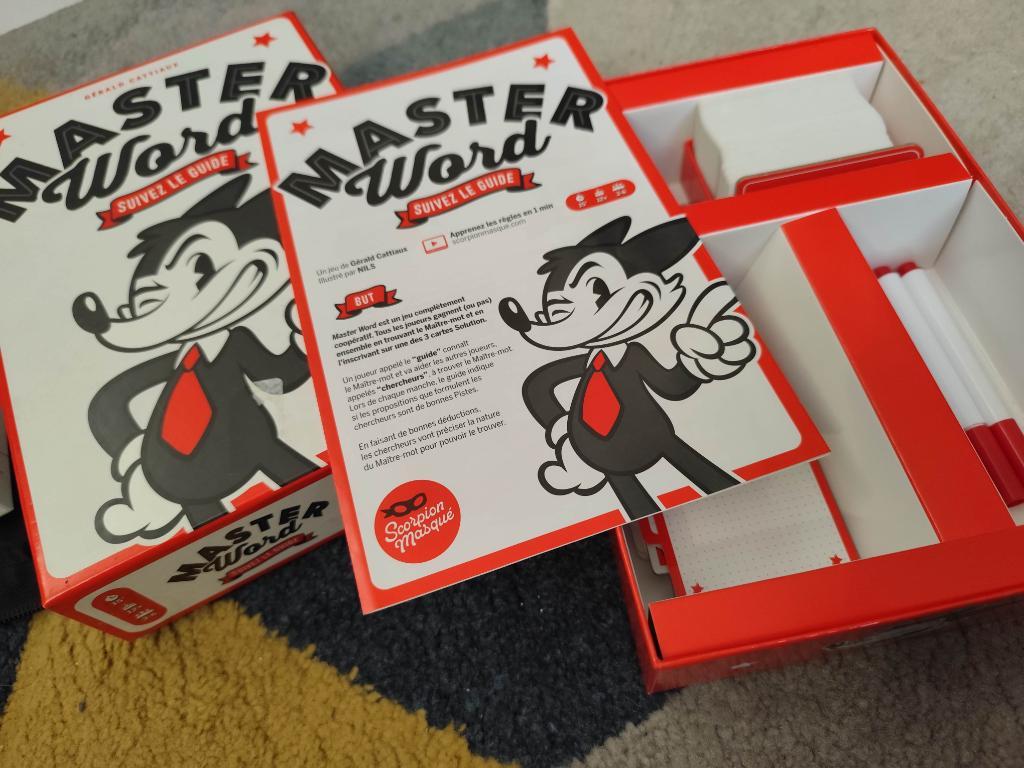 GÉRALD CATTIAUX
MASTER
Word
SUIVEZ LE GUIDE
MASTER
Word
SUIVEZ LE GUIDE
MASTER
Word
SUIVEZ LE GUIDE
Un jeu de Gérald Cattiaux
Illustré par NILS
Apprenez les règles en 1 min
scorpionmasque.com
BUT
Master Word est un jeu complètement
coopératif. Tous les joueurs gagnent (ou pas)
ensemble en trouvant le Maître-mot et en
l'inscrivant sur une des 3 cartes Solution.
Un joueur appelé le "guide" connaît
le Maître-mot et va aider les autres joueurs,
appelés "chercheurs", à trouver le Maître-mot.
Lors de chaque manche, le guide indique
si les propositions que formulent les
chercheurs sont de bonnes Pistes.
En faisant de bonnes déductions,
les chercheurs vont préciser la nature
du Maître-mot pour pouvoir le trouver.
Scorpion
Masqué